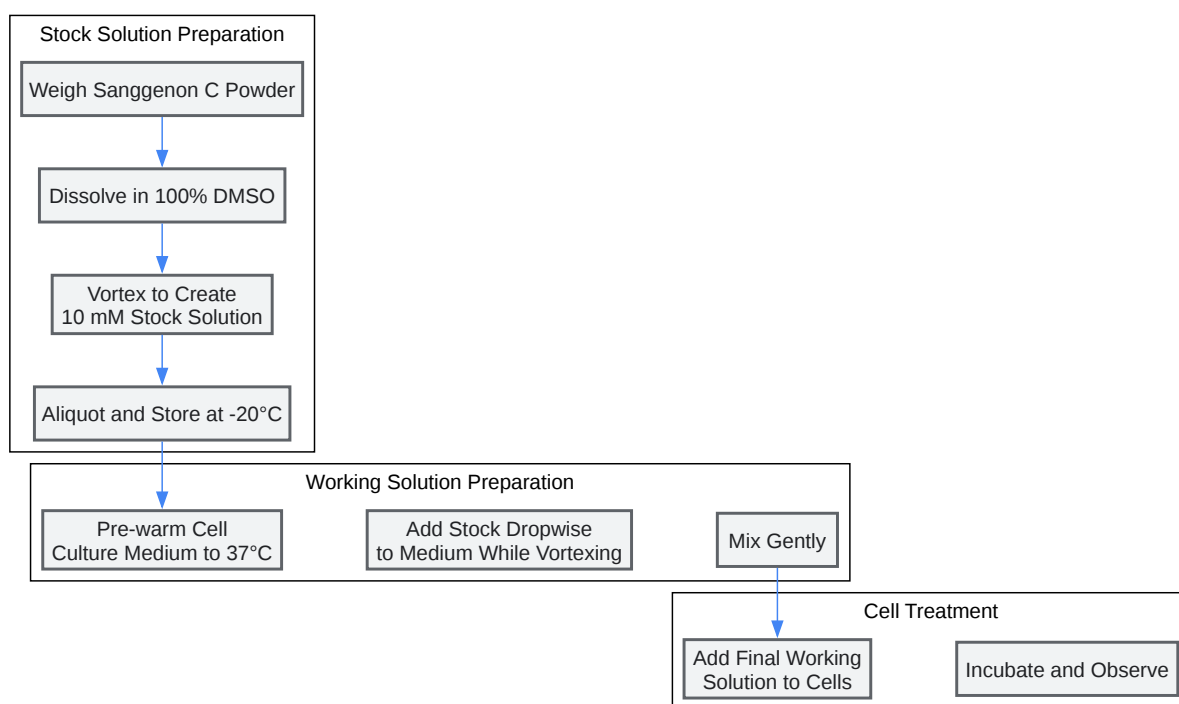 Stock Solution Preparation
Weigh Sanggenon C Powder
Dissolve in 100% DMSO
Vortex to Create
10 mM Stock Solution
Aliquot and Store at -20°C
Working Solution Preparation
Pre-warm Cell
Culture Medium to 37°C
Add Stock Dropwise
to Medium While Vortexing
Mix Gently
Cell Treatment
Add Final Working
Solution to Cells
Incubate and Observe